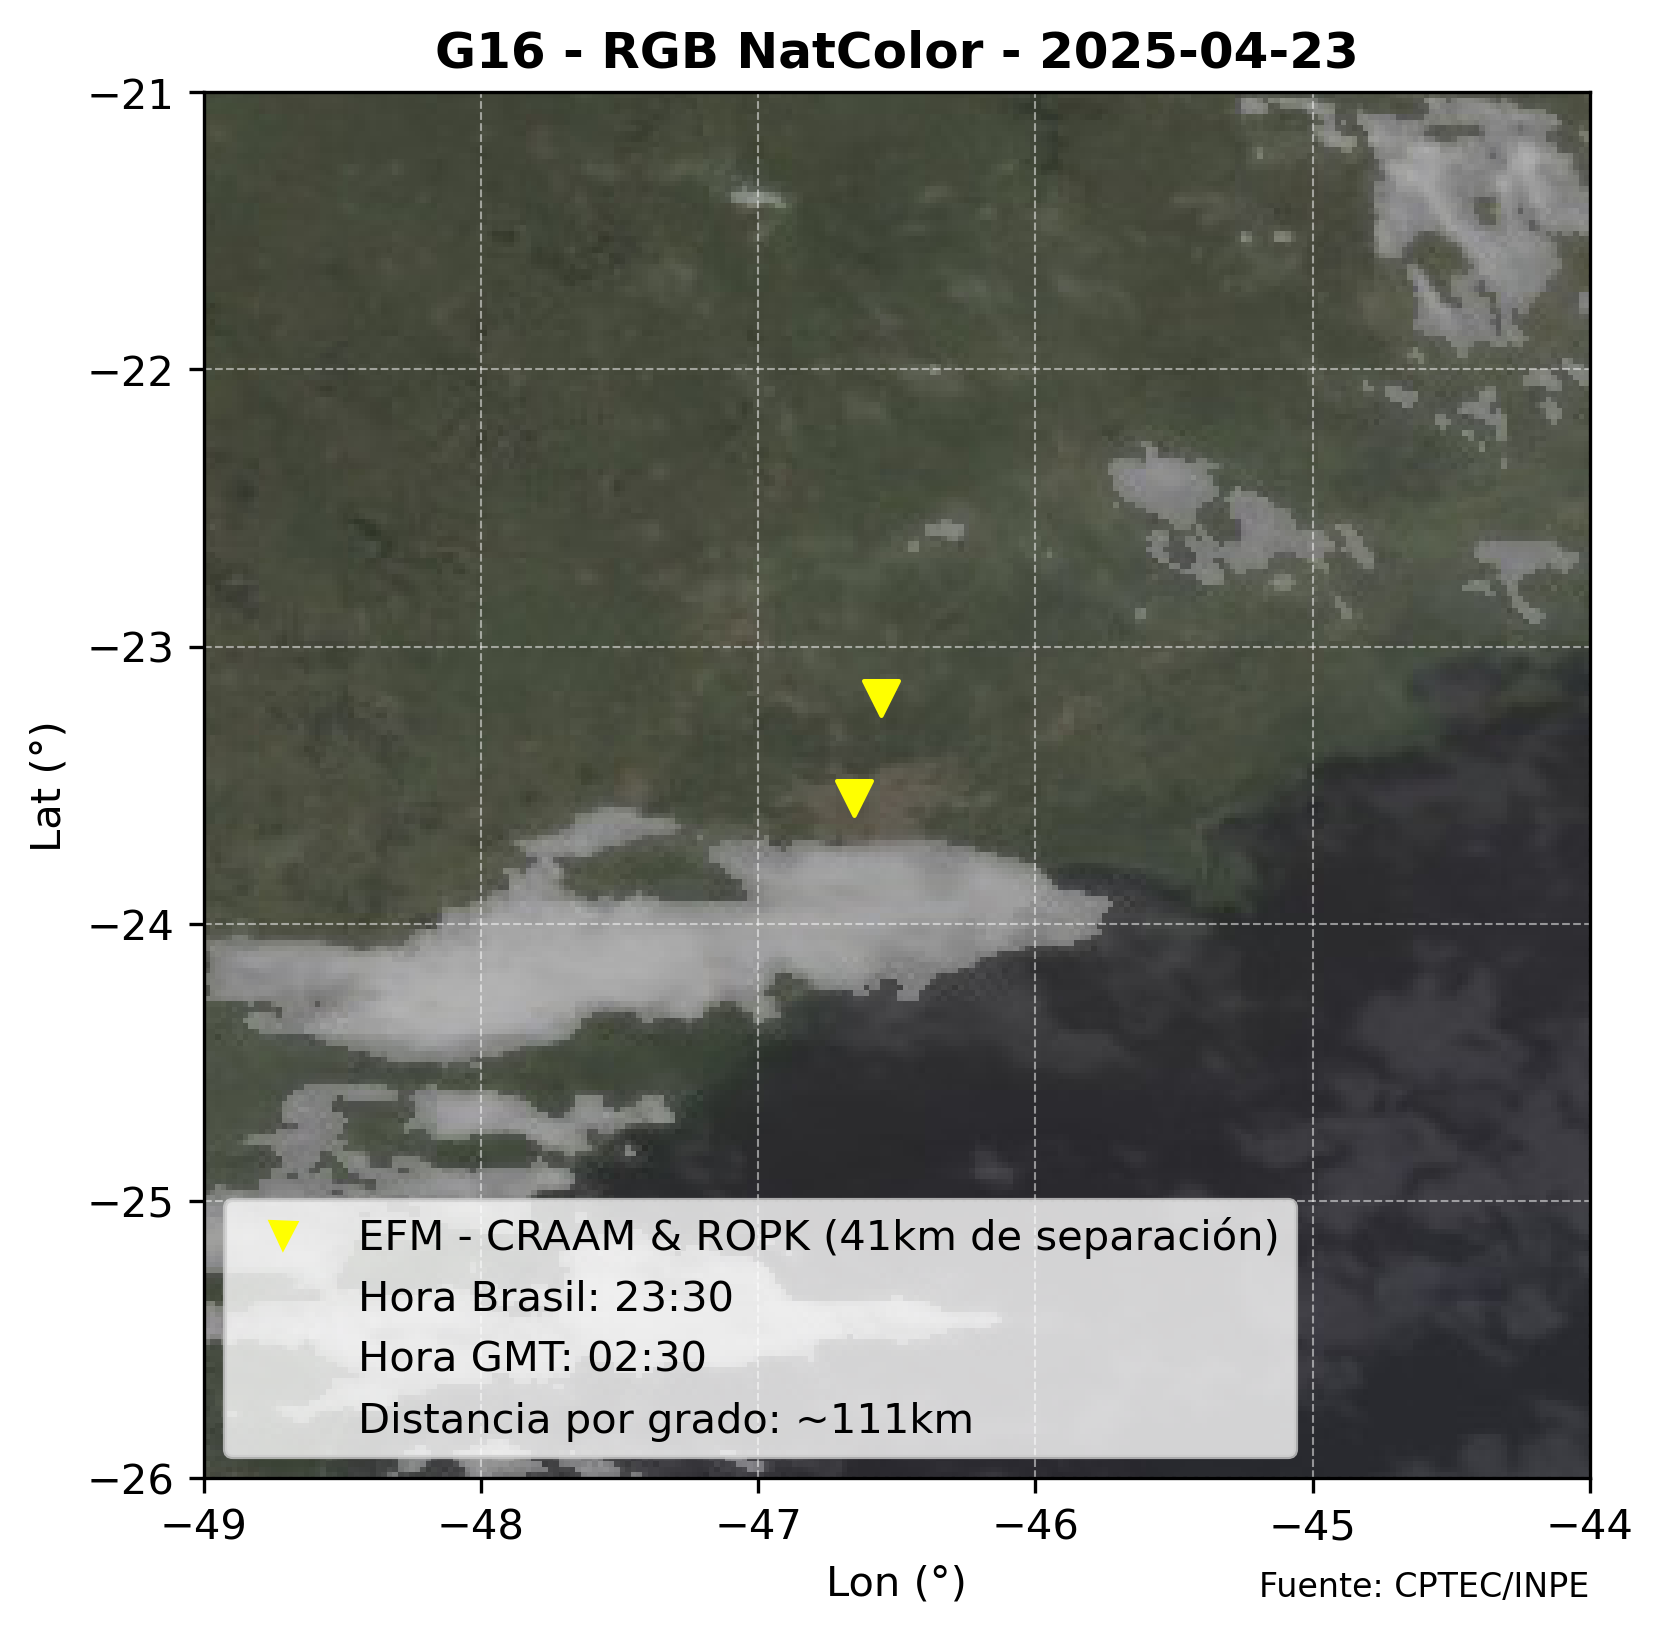 G16 - RGB NatColor - 2025-04-23
−21
−22
−23
−24
−25
−26
Lat (°)
EFM - CRAAM & ROPK (41km de separación)
Hora Brasil: 23:30
Hora GMT: 02:30
Distancia por grado: ~111km
−49 −48 −47 −46 −45 −44
Lon (°)
Fuente: CPTEC/INPE